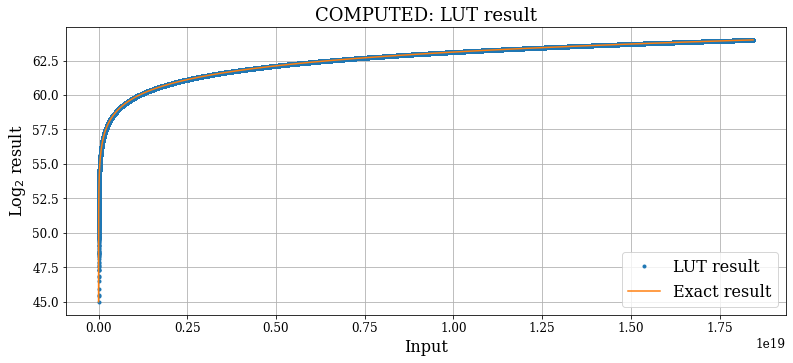 COMPUTED: LUT result
Log₂ result
62.5
60.0
57.5
55.0
52.5
50.0
47.5
45.0
LUT result
Exact result
0.00 0.25 0.50 0.75 1.00 1.25 1.50 1.75
1e19
Input